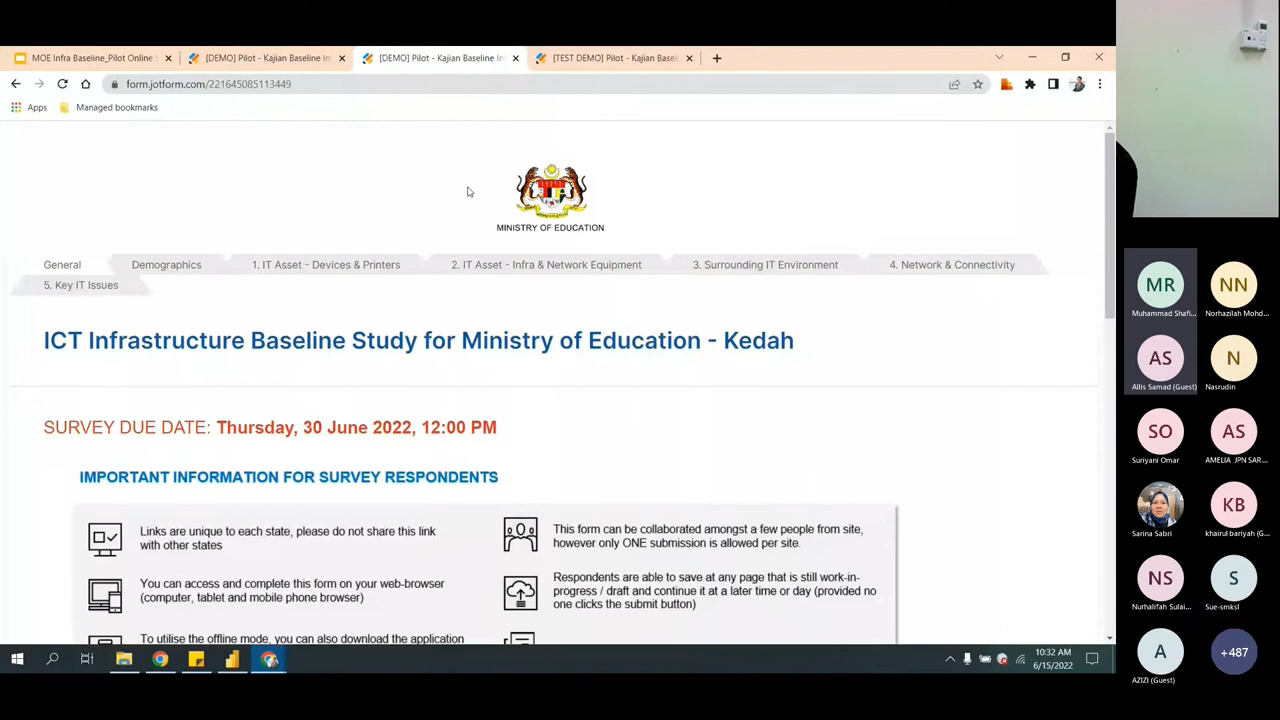 MOE Infra Baseline_Pilot Online S
[DEMO] Pilot - Kajian Baseline In
[DEMO] Pilot - Kajian Baseline In
[TEST DEMO] Pilot - Kajian Basel
form.jotform.com/221645085113449
Apps
Managed bookmarks
MINISTRY OF EDUCATION
General
Demographics
1. IT Asset - Devices & Printers
2. IT Asset - Infra & Network Equipment
3. Surrounding IT Environment
4. Network & Connectivity
5. Key IT Issues
ICT Infrastructure Baseline Study for Ministry of Education - Kedah
SURVEY DUE DATE: Thursday, 30 June 2022, 12:00 PM
IMPORTANT INFORMATION FOR SURVEY RESPONDENTS
Links are unique to each state, please do not share this link
with other states
This form can be collaborated amongst a few people from site,
however only ONE submission is allowed per site.
You can access and complete this form on your web-browser
(computer, tablet and mobile phone browser)
Respondents are able to save at any page that is still work-in-
progress / draft and continue it at a later time or day (provided no
one clicks the submit button)
To utilise the offline mode, you can also download the application
10:32 AM
6/15/2022
MR
Muhammad Shafi...
NN
Norhazilah Mohd...
AS
Allis Samad (Guest)
N
Nasrudin
SO
Suriyani Omar
AS
AMELIA JPN SAR...
Sarina Sabri
KB
khairul bariyah (G...
NS
Nurhalifah Sulai...
S
Sue-smksl
A
AZIZI (Guest)
+487